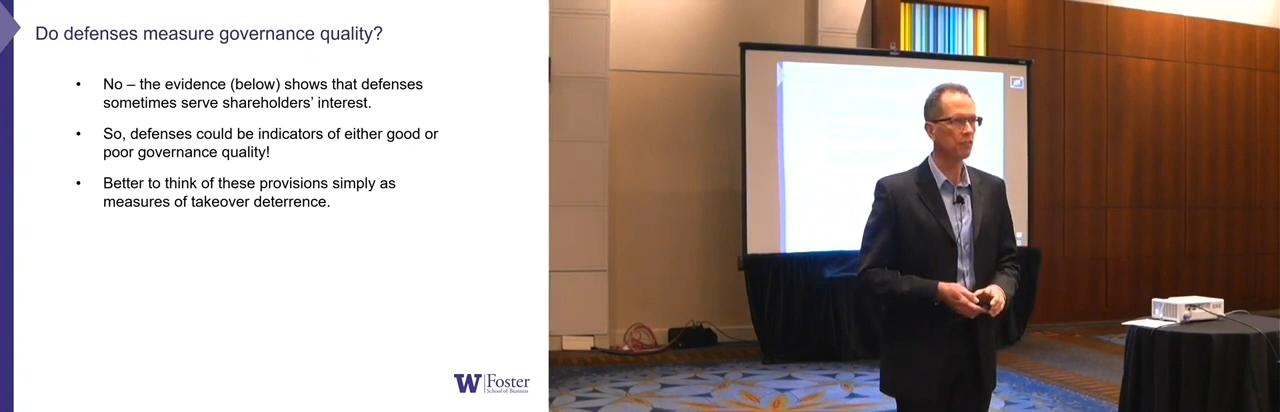 Do defenses measure governance quality?
• No – the evidence (below) shows that defenses
sometimes serve shareholders' interest.
• So, defenses could be indicators of either good or
poor governance quality!
• Better to think of these provisions simply as
measures of takeover deterrence.
W Foster
School of Business